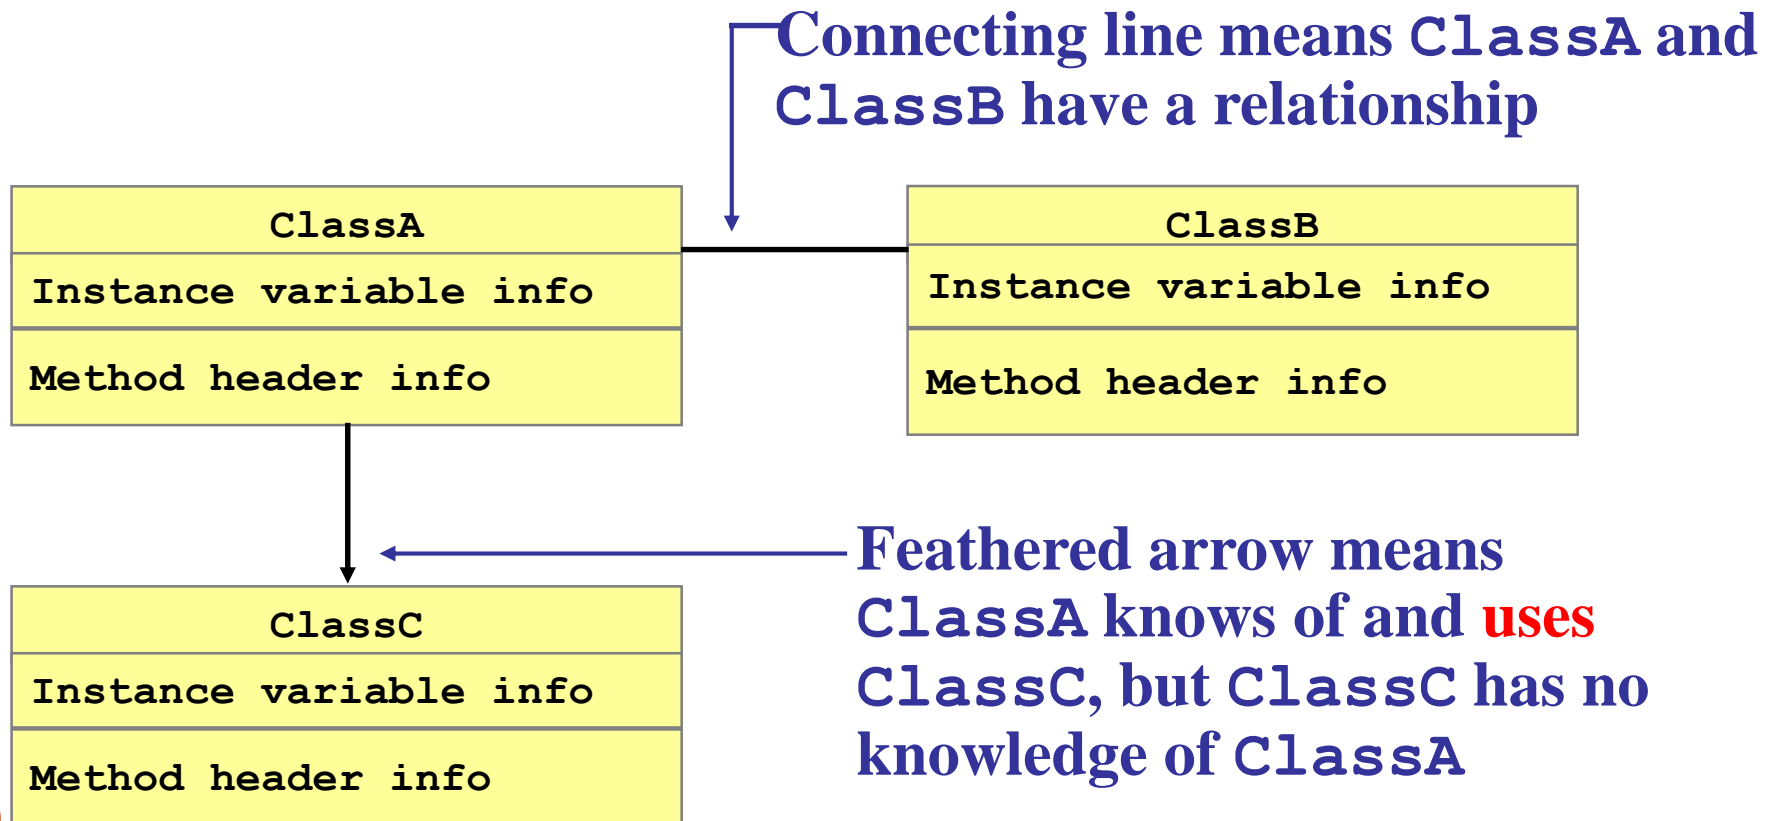 Connecting line means ClassA and
ClassB have a relationship
ClassA
Instance variable info
Method header info
ClassB
Instance variable info
Method header info
Feathered arrow means
ClassA knows of and uses
ClassC, but ClassC has no
knowledge of ClassA
ClassC
Instance variable info
Method header info